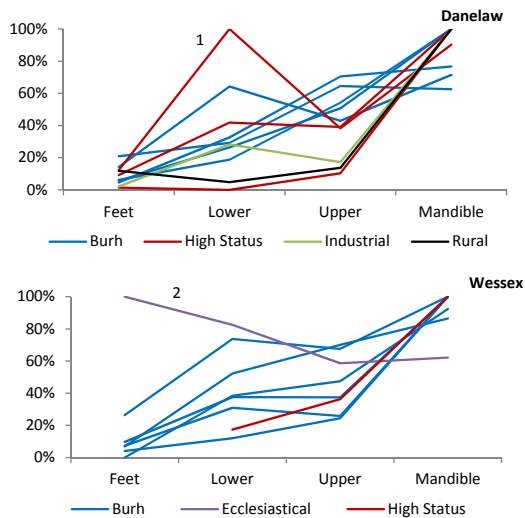 Danelaw
100%
1
80%
60%
40%
20%
0%
Feet Lower Upper Mandible
Burh High Status Industrial Rural
Wessex
100%
2
80%
60%
40%
20%
0%
Feet Lower Upper Mandible
Burh Ecclesiastical High Status